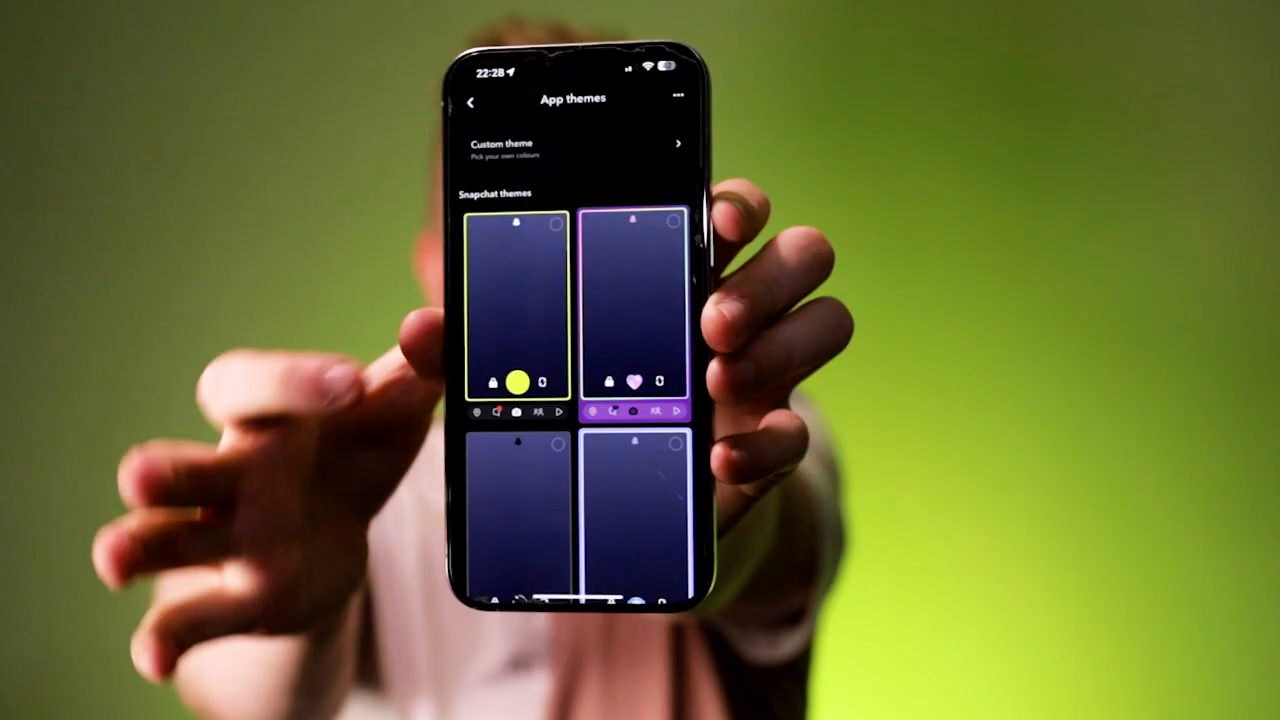 22:28
App themes
Custom theme
Pick your own colours
Snapchat themes